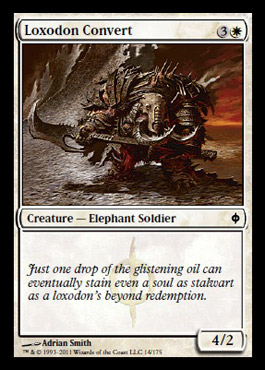 Loxodon Convert 3
Creature — Elephant Soldier
Just one drop of the glistening oil can
eventually stain even a soul as stalwart
as a loxodon's beyond redemption.
Adrian Smith
™ & © 1993–2011 Wizards of the Coast LLC 14/175
4/2